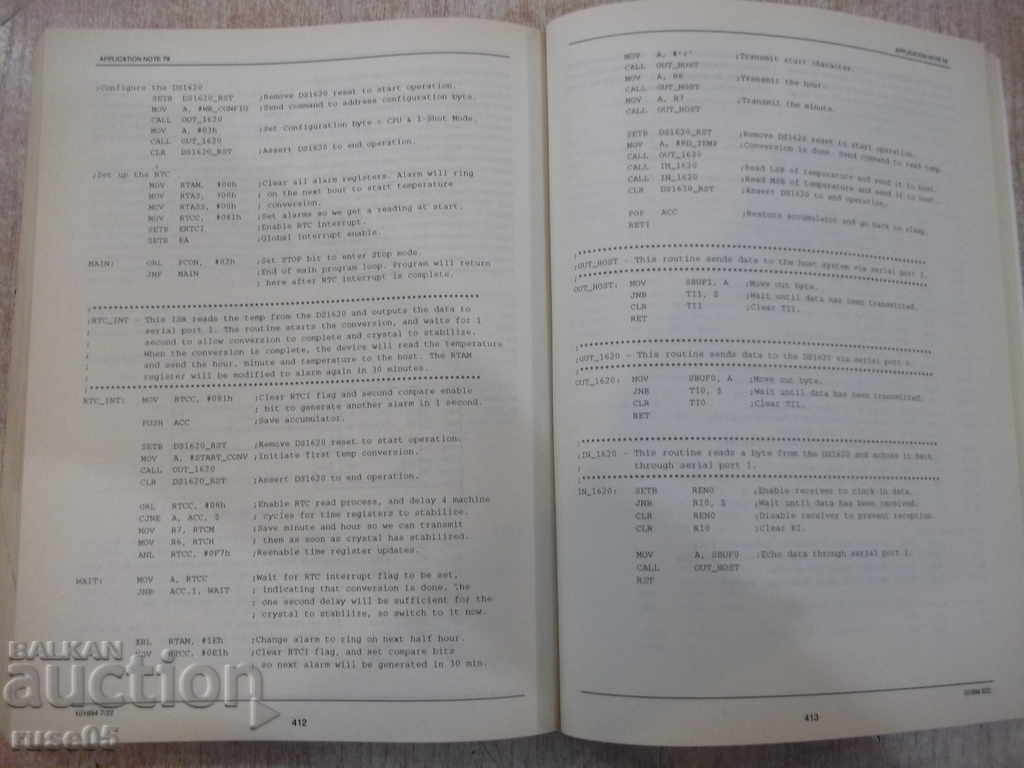 APPLICATION NOTE 79
;Configure the DS1620
SETB DS1620_RST ;Remove DS1620 reset to start operation.
MOV A, #WR_CONFIG ;Send command to address configuration byte.
CALL OUT_1620
MOV A, #03h ;Set Configuration byte = CPU & 1-Shot Mode.
CALL OUT_1620
CLR DS1620_RST ;Assert DS1620 to end operation.
;Set up the RTC
MOV RTAM, #00h ;Clear all alarm registers. Alarm will ring
MOV ; on the next hour to start temperature
MOV RTASS, #00h ; conversion.
MOV RTCC, #081h ;Set alarms so we get a reading at start.
SETB ERTCI ;Enable RTC interrupt.
SETB EA ;Global interrupt enable.
MAIN: ORL PCON, #02h ;Set STOP bit to enter Stop mode.
JMP MAIN ;End of main program loop. Program will return
; here after RTC interrupt is complete.
;RTC_INT - This ISR reads the temp from the DS1620 and outputs the data to
; serial port 1. The routine starts the conversion, and waits for 1
; second to allow conversion to complete and crystal to stabilize.
; When the conversion is complete, the device will read the temperature
; and send the hour, minute and temperature to the host. The RTAM
; register will be modified to alarm again in 30 minutes.
RTC_INT: MOV RTCC, #081h ;Clear RTCI flag and second compare enable
; bit to generate another alarm in 1 second.
PUSH ACC ;Save accumulator.
SETB DS1620_RST ;Remove DS1620 reset to start operation.
MOV A, #START_CONV ;Initiate first temp conversion.
CALL OUT_1620
CLR DS1620_RST ;Assert DS1620 to end operation.
ORL RTCC, #08h ;Enable RTC read process, and delay 4 machine
CJNE A, ACC, $ ; cycles for time registers to stabilize.
MOV R7, RTCM ;Save minute and hour so we can transmit
MOV R6, RTCH ; them as soon as crystal has stabilized.
ANL RTCC, #0F7h ;Reenable time register updates.
WAIT: MOV A, RTCC ;Wait for RTC interrupt flag to be set,
JNB ACC.1, WAIT ; indicating that conversion is done. The
; one second delay will be sufficient for the
; crystal to stabilize, so switch to it now.
XRL RTAM, #1Eh ;Change alarm to ring on next half hour.
MOV RTCC, #0E1h ;Clear RTCI flag, and set compare bits
; so next alarm will be generated in 30 min.
101994 7/22
412
APPLICATION NOTE 79
MOV A, ;Transmit start character.
CALL OUT_HOST
MOV A, R6 ;Transmit the hour.
CALL OUT_HOST
MOV A, R7 ;Transmit the minute.
CALL OUT_HOST
SETB DS1620_RST ;Remove DS1620 reset to start operation.
MOV A, #RD_TEMP ;Conversion is done. Send command to read temp.
CALL OUT_1620
CALL IN_1620 ;Read LSB of temperature and send it to host.
CALL IN_1620 ;Read MSB of temperature and send it to host.
CLR DS1620_RST ;Assert DS1620 to end operation.
POP ACC ;Restore accumulator and go back to sleep.
RETI
;OUT_HOST - This routine sends data to the host system via serial port 1.
OUT_HOST: MOV SBUF1, A ;Move out byte.
JNB TI1, $ ;Wait until data has been transmitted.
CLR TI1 ;Clear TI1.
RET
;OUT_1620 - This routine sends data to the DS1620 via serial port
OUT_1620: MOV SBUF0, A ;Move out byte.
JNB TI0, $ ;Wait until data has been transmitted.
CLR TI0 ;Clear TI1.
RET
;IN_1620 - This routine reads a byte from the DS1620 and echoes it back
; through serial port 1.
IN_1620: SETB REN0 ;Enable receiver to clock in data.
JNB RI0, $ ;Wait until data has been received.
CLR REN0 ;Disable receiver to prevent reception.
CLR RI0 ;Clear RI.
MOV A, SBUF0 ;Echo data through serial port 1.
CALL OUT_HOST
RET
101994 8/22
413
BALKAN
auction
ruse05